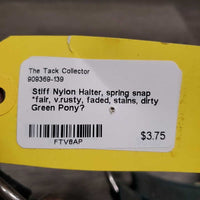 The Tack Collector
909369-139
Stiff Nylon Halter, spring snap
*fair, v.rusty, faded, stains, dirty
Green Pony?
$3.75
FTV8AP